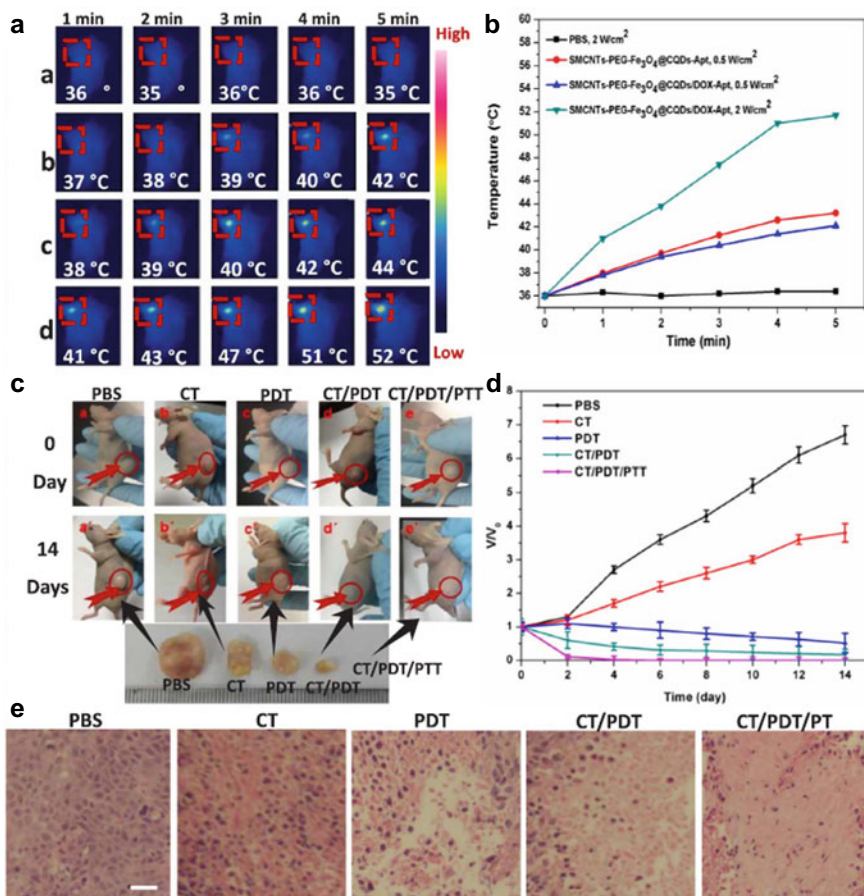 a
1 min 2 min 3 min 4 min 5 min
High
a
36 ° 35 ° 36°C 36 °C 35°C
b
37 °C 38 °C 39 °C 40 °C 42 °C
c
38 °C 39 °C 40 °C 42 °C 44 °C
d
41 °C 43 °C 47 °C 51 °C 52 °C
Low
b
60
58
56
54
52
50
48
46
44
42
40
38
36
34
Temperature (°C)
PBS, 2 W/cm²
SMCNTs-PEG-Fe₃O₄@CQDs-Apt, 0.5 W/cm²
SMCNTs-PEG-Fe₃O₄@CQDs/DOX-Apt, 0.5 W/cm²
SMCNTs-PEG-Fe₃O₄@CQDs/DOX-Apt, 2 W/cm²
0 1 2 3 4 5
Time (min)
c
PBS CT PDT CT/PDT CT/PDT/PTT
0
Day
a b c d e
14
Days
a´ b´ c´ d´ e´
PBS CT PDT CT/PDT CT/PDT/PTT
d
8
7
6
5
4
3
2
1
0
V/V₀
PBS
CT
PDT
CT/PDT
CT/PDT/PTT
0 2 4 6 8 10 12 14
Time (day)
e
PBS CT PDT CT/PDT CT/PDT/PT